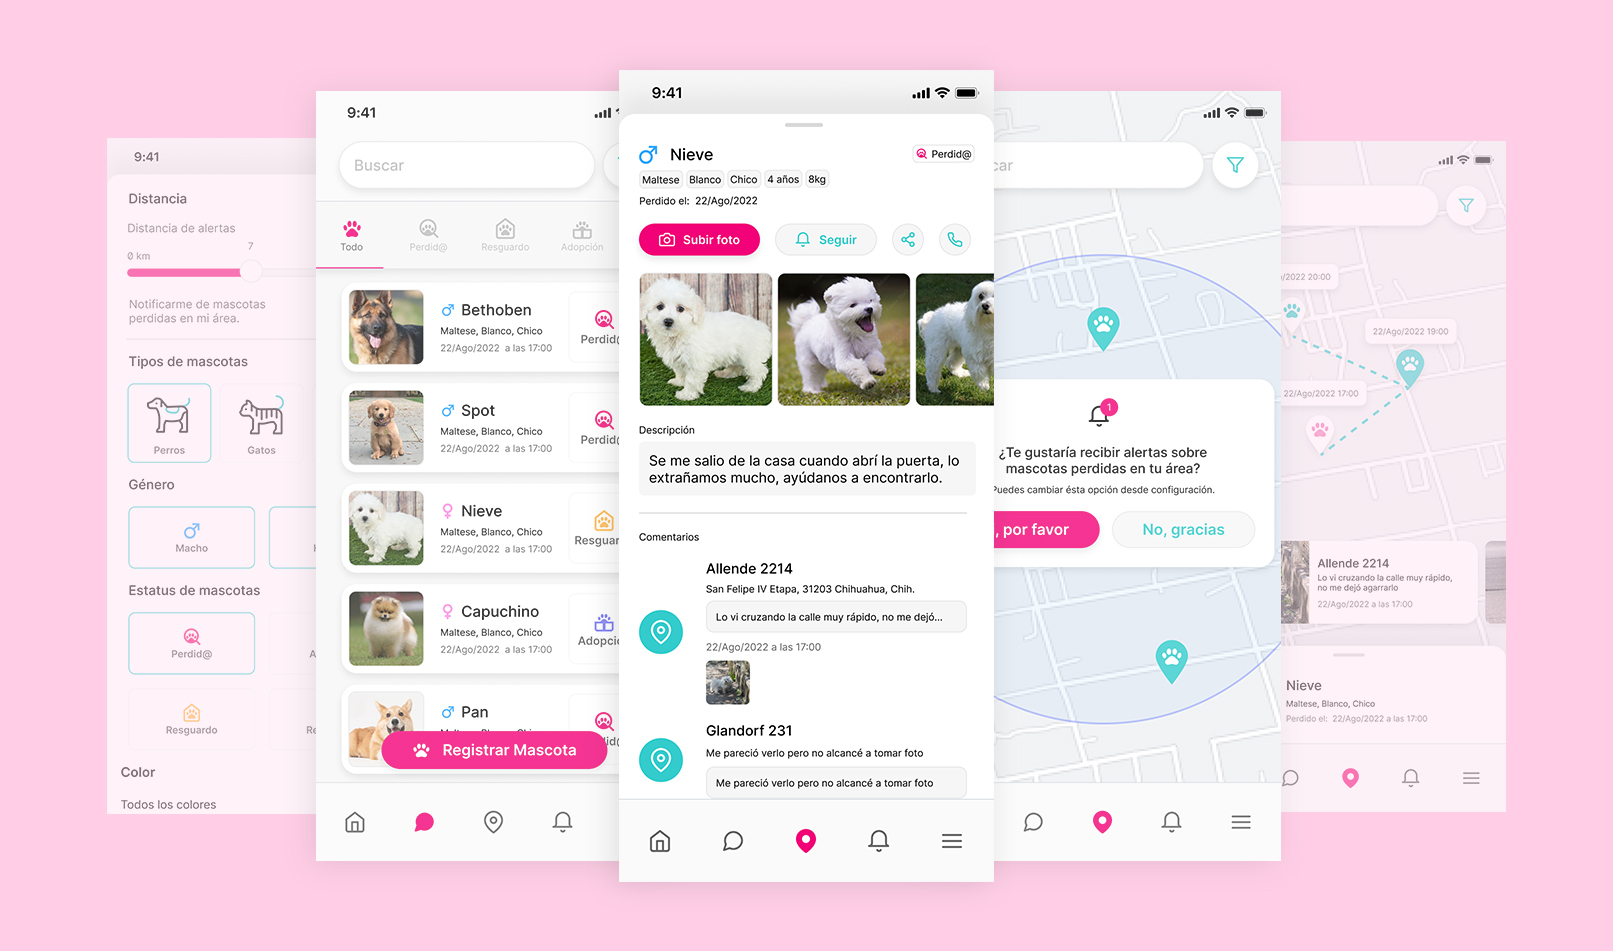 9:41
Distancia
Distancia de alertas
7
0 km
Notificarme de mascotas
perdidas en mi área.
Tipos de mascotas
Perros
Gatos
Género
Macho
Estatus de mascotas
Perdid@
Resguardo
Color
Todos los colores
9:41
Buscar
Todo
Perdid@
Resguardo
Adopción
Bethoben
Maltese, Blanco, Chico
22/Ago/2022 a las 17:00
Perdid@
Spot
Maltese, Blanco, Chico
22/Ago/2022 a las 17:00
Perdid@
Nieve
Maltese, Blanco, Chico
22/Ago/2022 a las 17:00
Resguar
Capuchino
Maltese, Blanco, Chico
22/Ago/2022 a las 17:00
Adopció
Pan
Registrar Mascota
9:41
Nieve
Perdid@
Maltese Blanco Chico 4 años 8kg
Perdido el: 22/Ago/2022
Subir foto
Seguir
Descripción
Se me salio de la casa cuando abrí la puerta, lo
extrañamos mucho, ayúdanos a encontrarlo.
Comentarios
Allende 2214
San Felipe IV Etapa, 31203 Chihuahua, Chih.
Lo vi cruzando la calle muy rápido, no me dejó...
22/Ago/2022 a las 17:00
Glandorf 231
Me pareció verlo pero no alcancé a tomar foto
Me pareció verlo pero no alcancé a tomar foto
car
1
¿Te gustaría recibir alertas sobre
mascotas perdidas en tu área?
Puedes cambiar ésta opción desde configuración.
, por favor
No, gracias
/2022 20:00
22/Ago/2022 19:00
22/Ago/2022 17:00
Allende 2214
Lo vi cruzando la calle muy rápido,
no me dejó agarrarlo
22/Ago/2022 a las 17:00
Nieve
Maltese, Blanco, Chico
Perdido el: 22/Ago/2022 a las 17:00